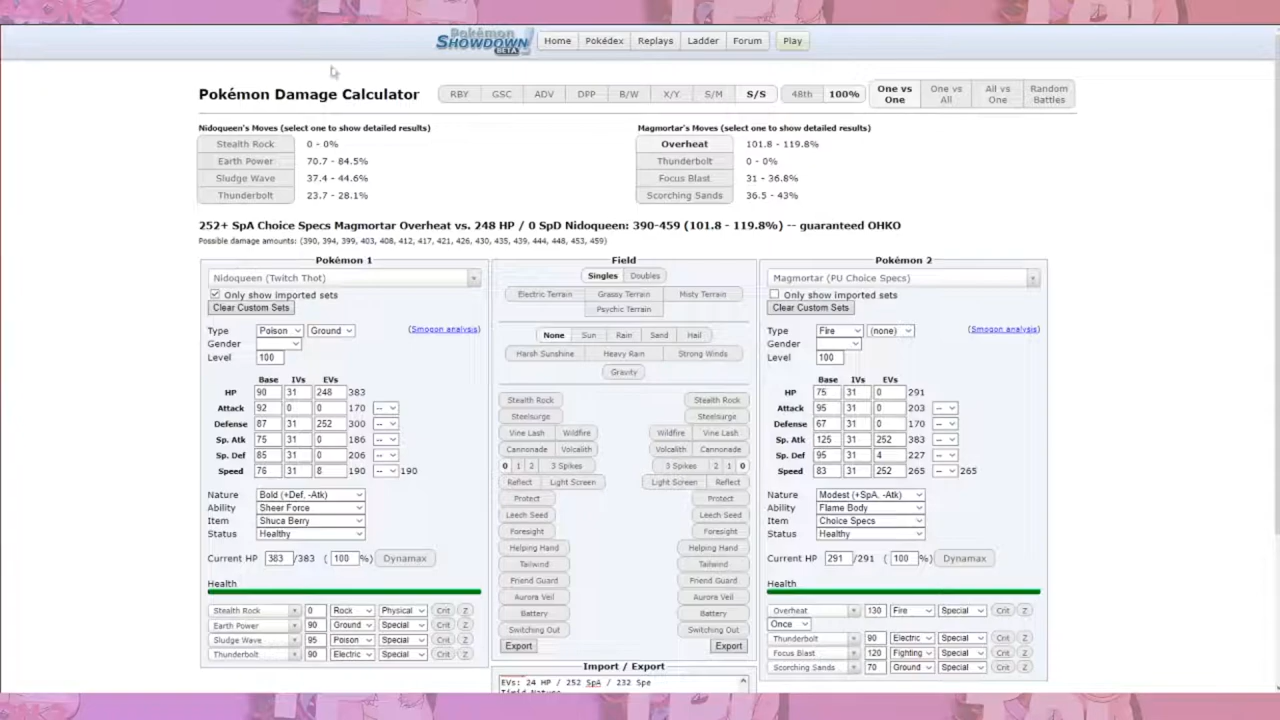 Pokémon
SHOWDOWN
BETA
Home Pokédex Replays Ladder Forum Play
Pokémon Damage Calculator
RBY GSC ADV DPP B/W X/Y S/M S/S 48th 100%
One vs One One vs All All vs One Random Battles
Nidoqueen's Moves (select one to show detailed results)
Stealth Rock 0 - 0%
Earth Power 70.7 - 84.5%
Sludge Wave 37.4 - 44.6%
Thunderbolt 23.7 - 28.1%
Magmortar's Moves (select one to show detailed results)
Overheat 101.8 - 119.8%
Thunderbolt 0 - 0%
Focus Blast 31 - 36.8%
Scorching Sands 36.5 - 43%
252+ SpA Choice Specs Magmortar Overheat vs. 248 HP / 0 SpD Nidoqueen: 390-459 (101.8 - 119.8%) -- guaranteed OHKO
Possible damage amounts: (390, 394, 399, 403, 408, 412, 417, 421, 426, 430, 435, 439, 444, 448, 453, 459)
Pokémon 1
Nidoqueen (Twitch Thot)
Only show imported sets
Clear Custom Sets
Type Poison Ground (Smogon analysis)
Gender
Level 100
Base IVs EVs
HP 90 31 248 383
Attack 92 0 0 170 --
Defense 87 31 252 300 --
Sp. Atk 75 31 0 186 --
Sp. Def 85 31 0 206 --
Speed 76 31 8 190 -- 190
Nature Bold (+Def, -Atk)
Ability Sheer Force
Item Shuca Berry
Status Healthy
Current HP 383 /383 ( 100 %) Dynamax
Health
Stealth Rock 0 Rock Physical Crit Z
Earth Power 90 Ground Special Crit Z
Sludge Wave 95 Poison Special Crit Z
Thunderbolt 90 Electric Special Crit Z
Field
Singles Doubles
Electric Terrain Grassy Terrain Misty Terrain
Psychic Terrain
None Sun Rain Sand Hail
Harsh Sunshine Heavy Rain Strong Winds
Gravity
Stealth Rock Stealth Rock
Steelsurge Steelsurge
Vine Lash Wildfire Wildfire Vine Lash
Cannonade Volcalith Volcalith Cannonade
0 1 2 3 Spikes 3 Spikes 2 1 0
Reflect Light Screen Light Screen Reflect
Protect Protect
Leech Seed Leech Seed
Foresight Foresight
Helping Hand Helping Hand
Tailwind Tailwind
Friend Guard Friend Guard
Aurora Veil Aurora Veil
Battery Battery
Switching Out Switching Out
Export Export
Import / Export
EVs: 24 HP / 252 SpA / 232 Spe
Timid Nature
Pokémon 2
Magmortar (PU Choice Specs)
Only show imported sets
Clear Custom Sets
Type Fire (none) (Smogon analysis)
Gender
Level 100
Base IVs EVs
HP 75 31 0 291
Attack 95 31 0 203 --
Defense 67 31 0 170 --
Sp. Atk 125 31 252 383 --
Sp. Def 95 31 4 227 --
Speed 83 31 252 265 -- 265
Nature Modest (+SpA, -Atk)
Ability Flame Body
Item Choice Specs
Status Healthy
Current HP 291 /291 ( 100 %) Dynamax
Health
Overheat 130 Fire Special Crit Z
Once
Thunderbolt 90 Electric Special Crit Z
Focus Blast 120 Fighting Special Crit Z
Scorching Sands 70 Ground Special Crit Z